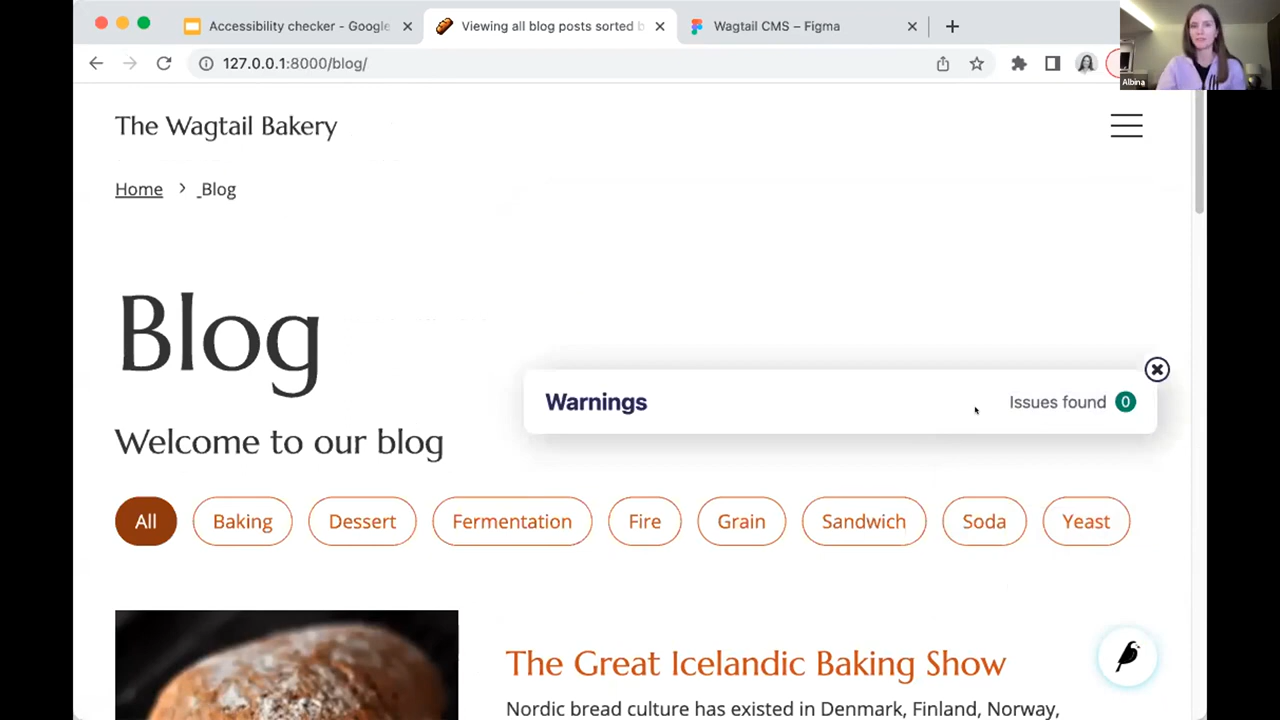 Accessibility checker - Google
Viewing all blog posts sorted b
Wagtail CMS – Figma
127.0.0.1:8000/blog/
Albina
The Wagtail Bakery
Home > Blog
Blog
Warnings
Issues found 0
Welcome to our blog
All Baking Dessert Fermentation Fire Grain Sandwich Soda Yeast
The Great Icelandic Baking Show
Nordic bread culture has existed in Denmark, Finland, Norway,